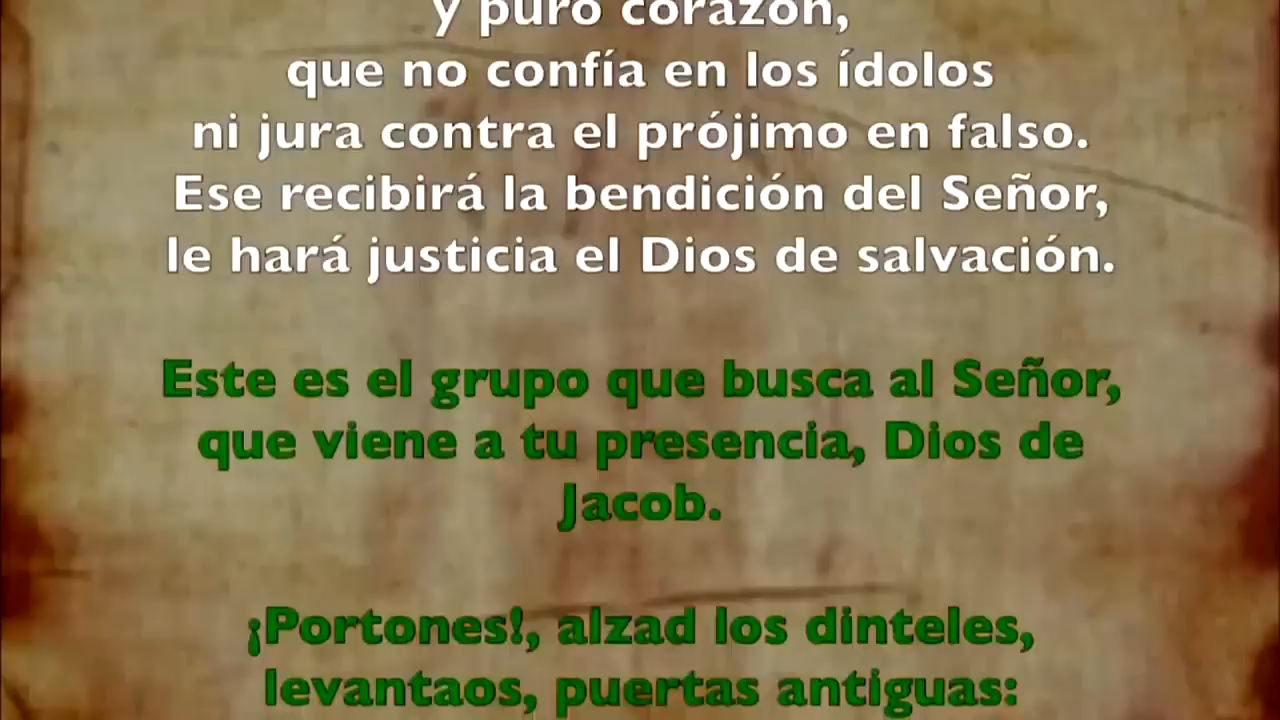 y puro corazón,
que no confía en los ídolos
ni jura contra el prójimo en falso.
Ese recibirá la bendición del Señor,
le hará justicia el Dios de salvación.
Este es el grupo que busca al Señor,
que viene a tu presencia, Dios de
Jacob.
¡Portones!, alzad los dinteles,
levantaos, puertas antiguas: